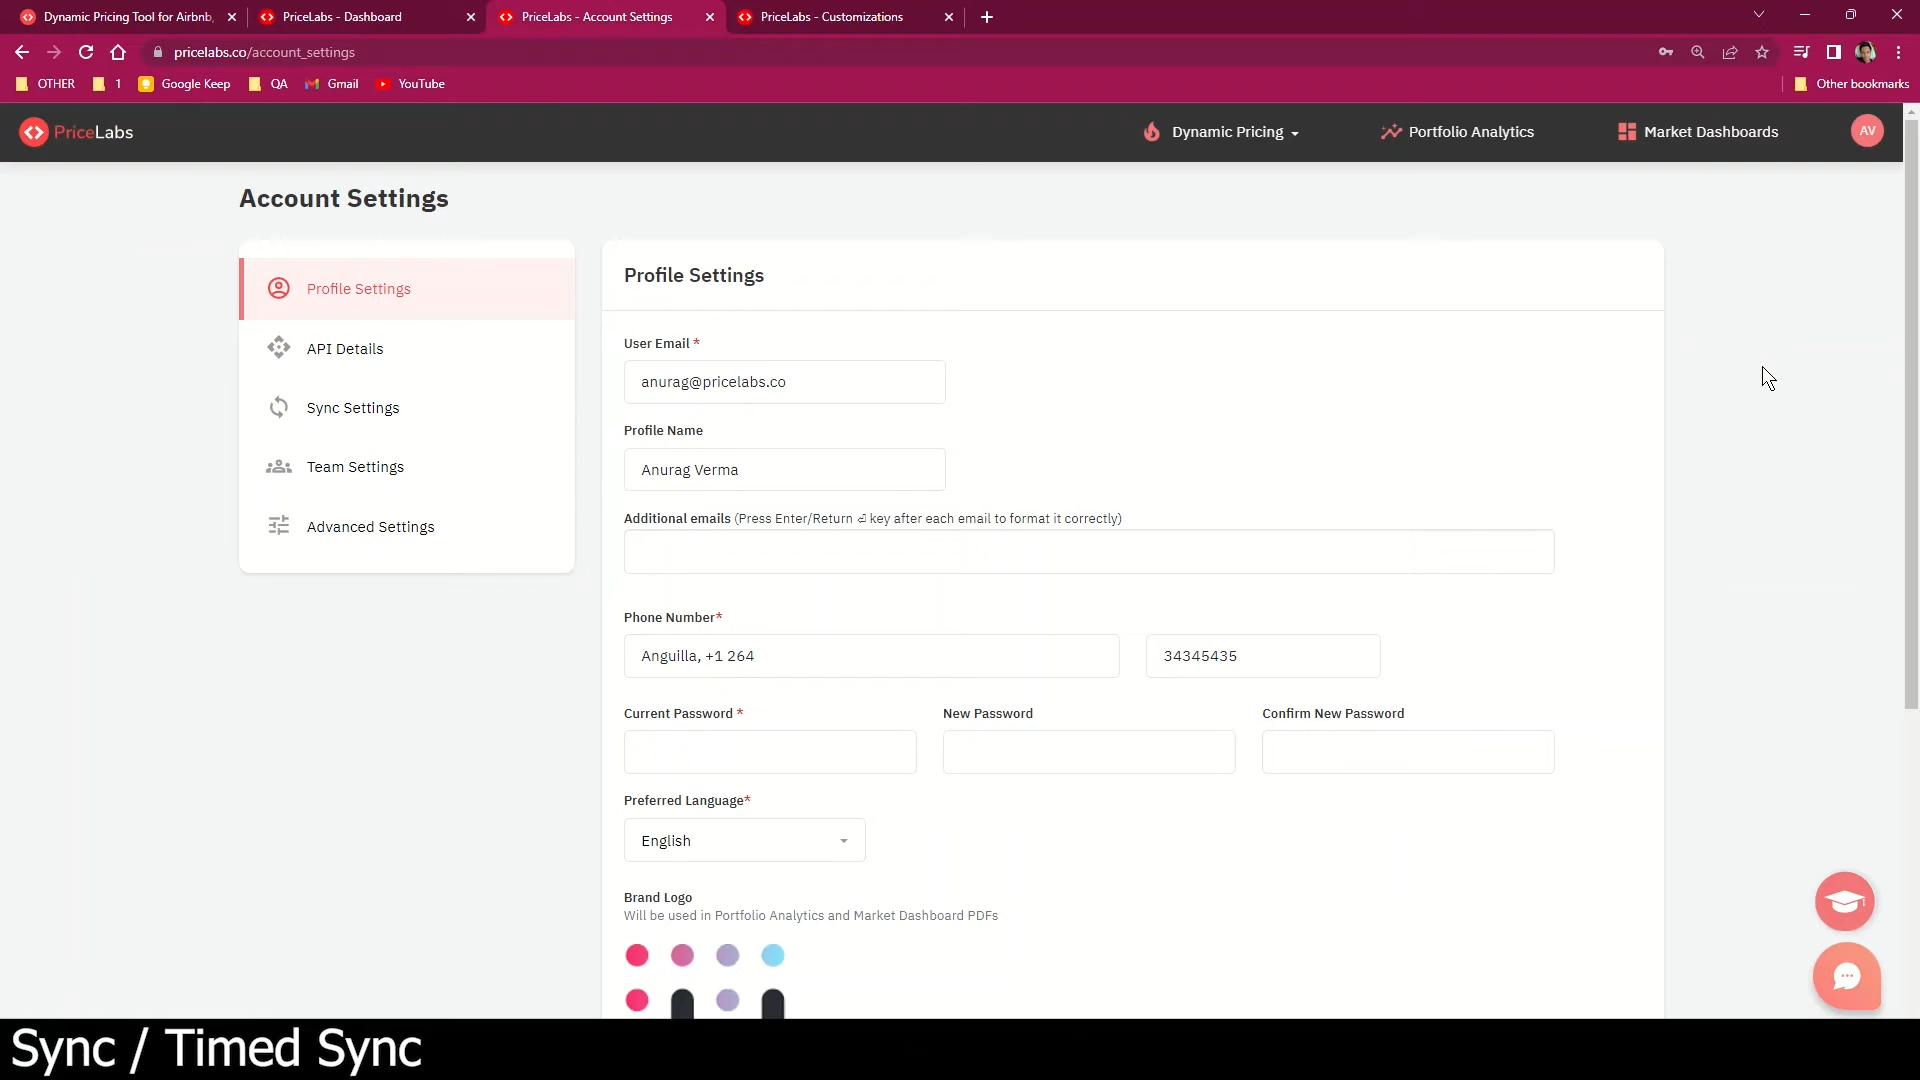 Dynamic Pricing Tool for Airbnb,
PriceLabs - Dashboard
PriceLabs - Account Settings
PriceLabs - Customizations
pricelabs.co/account_settings
OTHER
1
Google Keep
QA
Gmail
YouTube
Other bookmarks
PriceLabs
Dynamic Pricing
Portfolio Analytics
Market Dashboards
AV
Account Settings
Profile Settings
API Details
Sync Settings
Team Settings
Advanced Settings
Profile Settings
User Email *
anurag@pricelabs.co
Profile Name
Anurag Verma
Additional emails (Press Enter/Return ⏎ key after each email to format it correctly)
Phone Number*
Anguilla, +1 264
34345435
Current Password *
New Password
Confirm New Password
Preferred Language*
English
Brand Logo
Will be used in Portfolio Analytics and Market Dashboard PDFs
Sync / Timed Sync